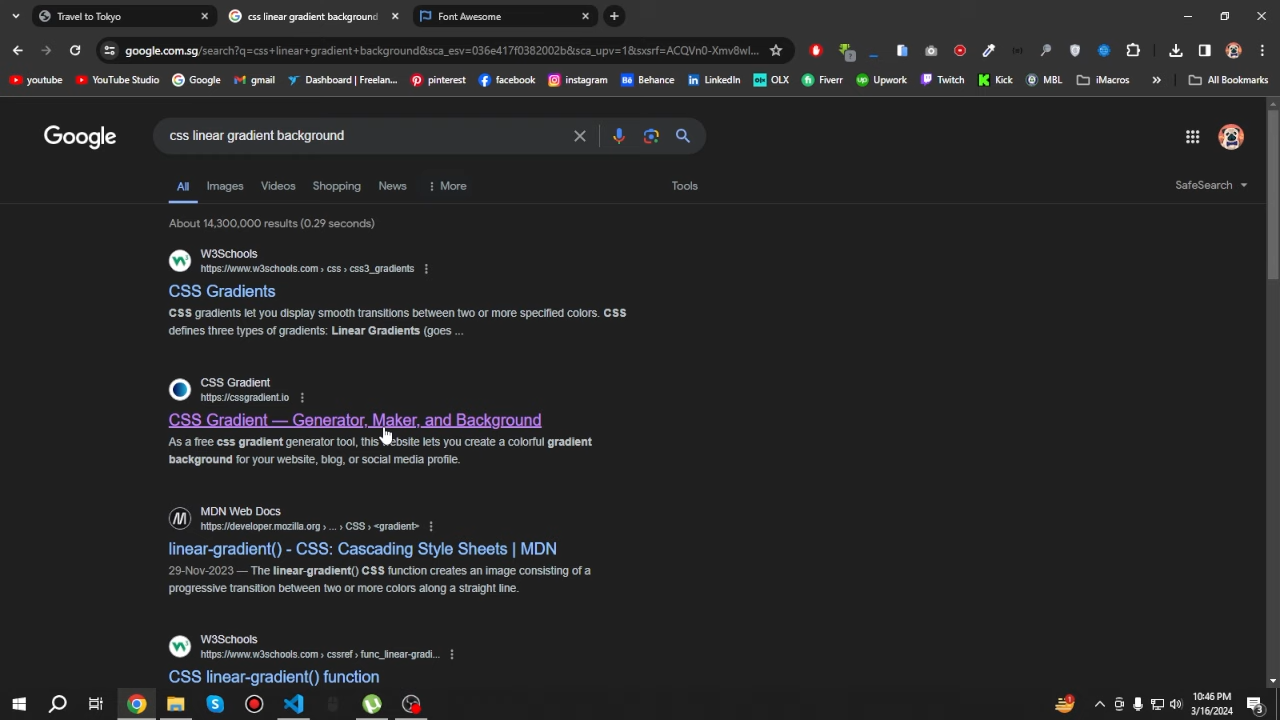 Travel to Tokyo
css linear gradient background
Font Awesome
google.com.sg/search?q=css+linear+gradient+background&sca_esv=036e417f0382002b&sca_upv=1&sxsrf=ACQVn0-Xmv8wl...
youtube
YouTube Studio
Google
gmail
Dashboard | Freelan...
pinterest
facebook
instagram
Behance
LinkedIn
OLX
Fiverr
Upwork
Twitch
Kick
MBL
iMacros
All Bookmarks
Google
css linear gradient background
All
Images
Videos
Shopping
News
More
Tools
SafeSearch
About 14,300,000 results (0.29 seconds)
W3Schools
https://www.w3schools.com › css › css3_gradients
CSS Gradients
CSS gradients let you display smooth transitions between two or more specified colors. CSS
defines three types of gradients: Linear Gradients (goes ...
CSS Gradient
https://cssgradient.io
CSS Gradient — Generator, Maker, and Background
As a free css gradient generator tool, this website lets you create a colorful gradient
background for your website, blog, or social media profile.
MDN Web Docs
https://developer.mozilla.org › ... › CSS › <gradient>
linear-gradient() - CSS: Cascading Style Sheets | MDN
29-Nov-2023 — The linear-gradient() CSS function creates an image consisting of a
progressive transition between two or more colors along a straight line.
W3Schools
https://www.w3schools.com › cssref › func_linear-gradi...
CSS linear-gradient() function
10:46 PM
3/16/2024